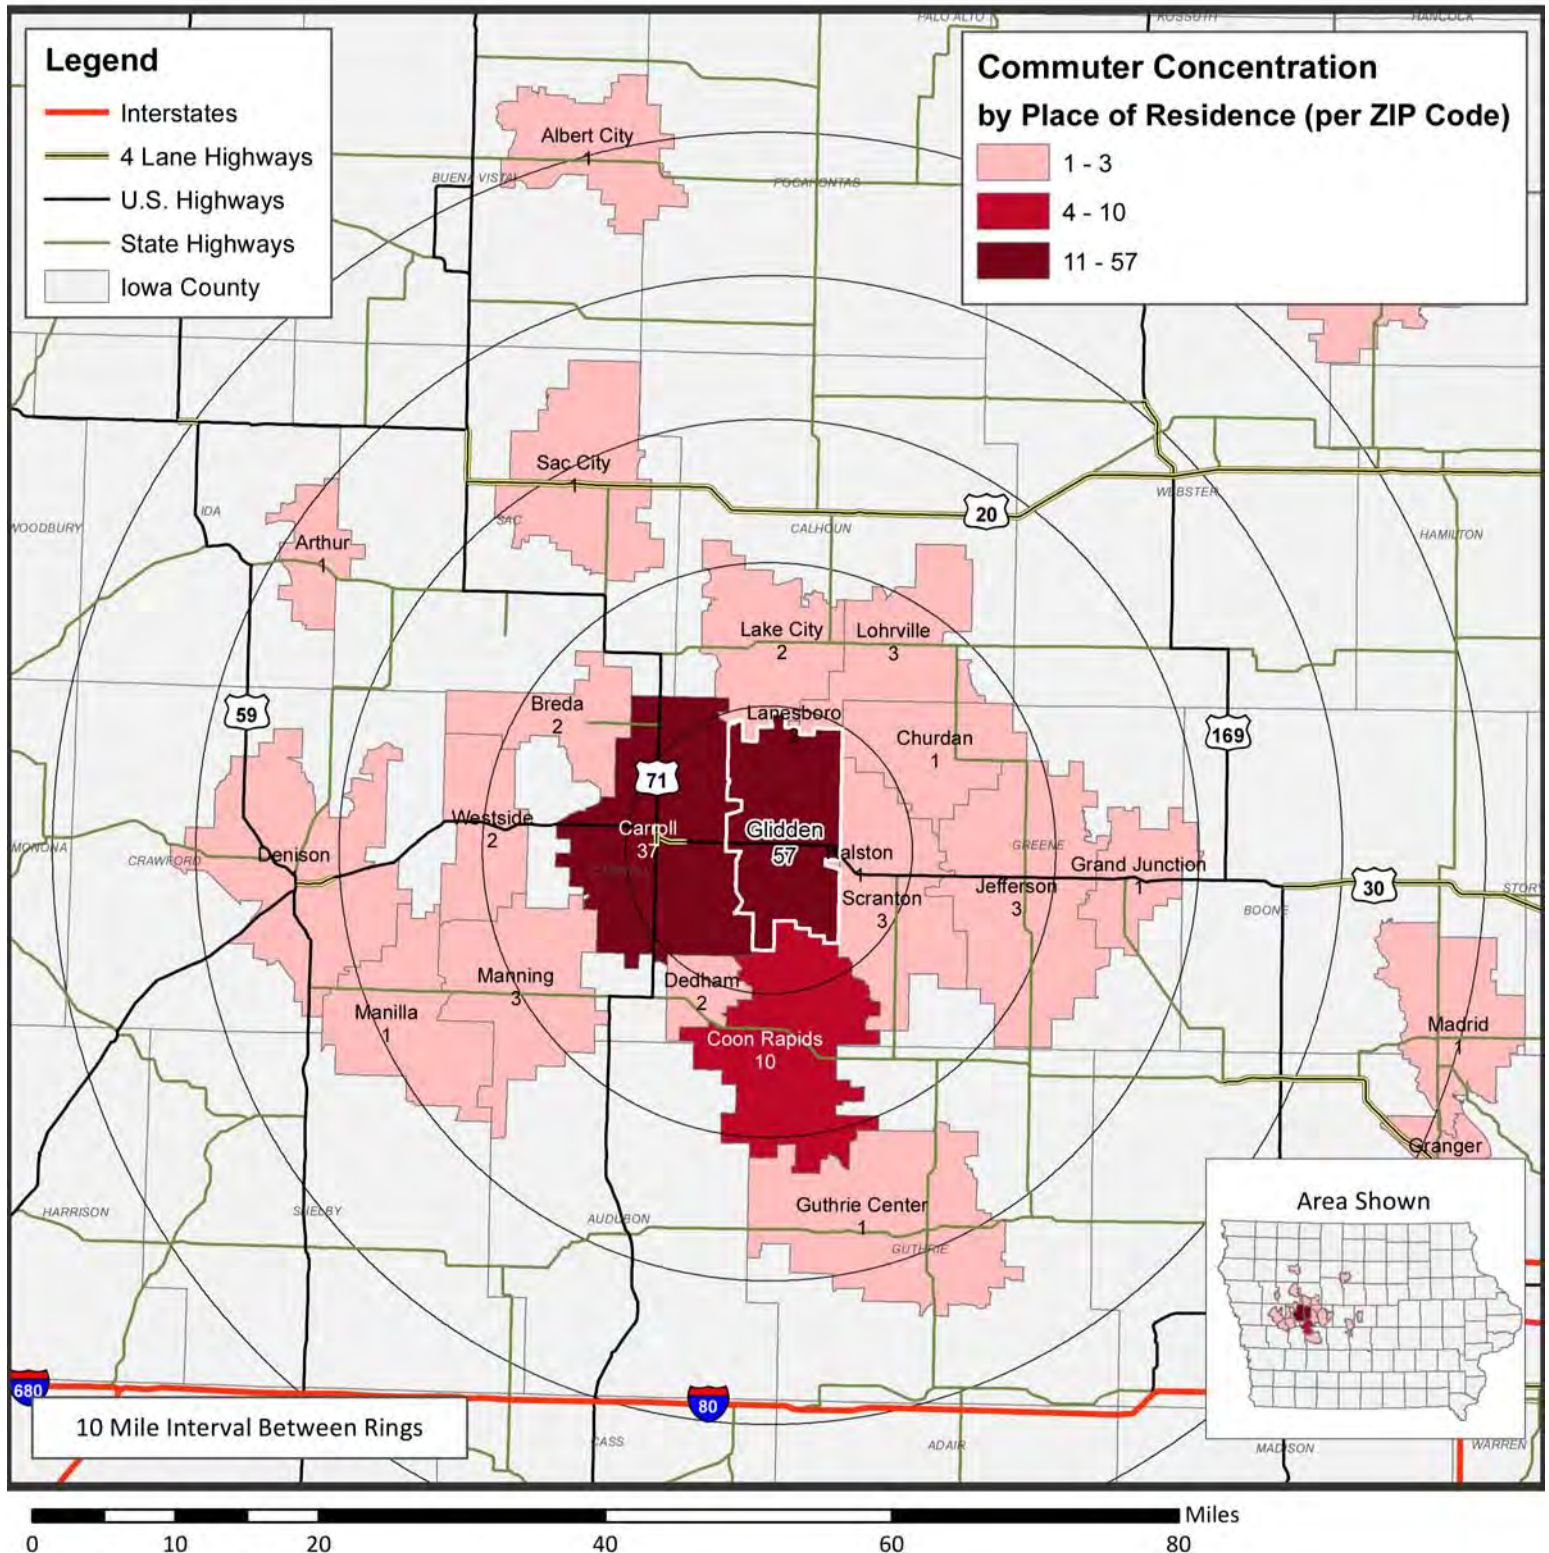 PALO ALTO
KOSSUTH
HANCOCK
Legend
Interstates
4 Lane Highways
U.S. Highways
State Highways
Iowa County
Commuter Concentration
by Place of Residence (per ZIP Code)
1 - 3
4 - 10
11 - 57
Albert City
1
BUENA VISTA
POCAHONTAS
Sac City
1
20
WEBSTER
WOODBURY
IDA
SAC
CALHOUN
HAMILTON
Arthur
1
Lake City
2
Lohrville
3
Breda
2
59
Lanesboro
2
Churdan
1
169
71
Westside
2
Carroll
37
Glidden
57
MONONA
CRAWFORD
Denison
CARROLL
Ralston
1
GREENE
Grand Junction
1
Scranton
3
Jefferson
3
30
STORY
BOONE
Manning
3
Dedham
2
Manilla
1
Coon Rapids
10
Madrid
1
Granger
HARRISON
SHELBY
AUDUBON
Guthrie Center
1
GUTHRIE
Area Shown
680
80
10 Mile Interval Between Rings
CASS
ADAIR
MADISON
WARREN
Miles
0 10 20 40 60 80